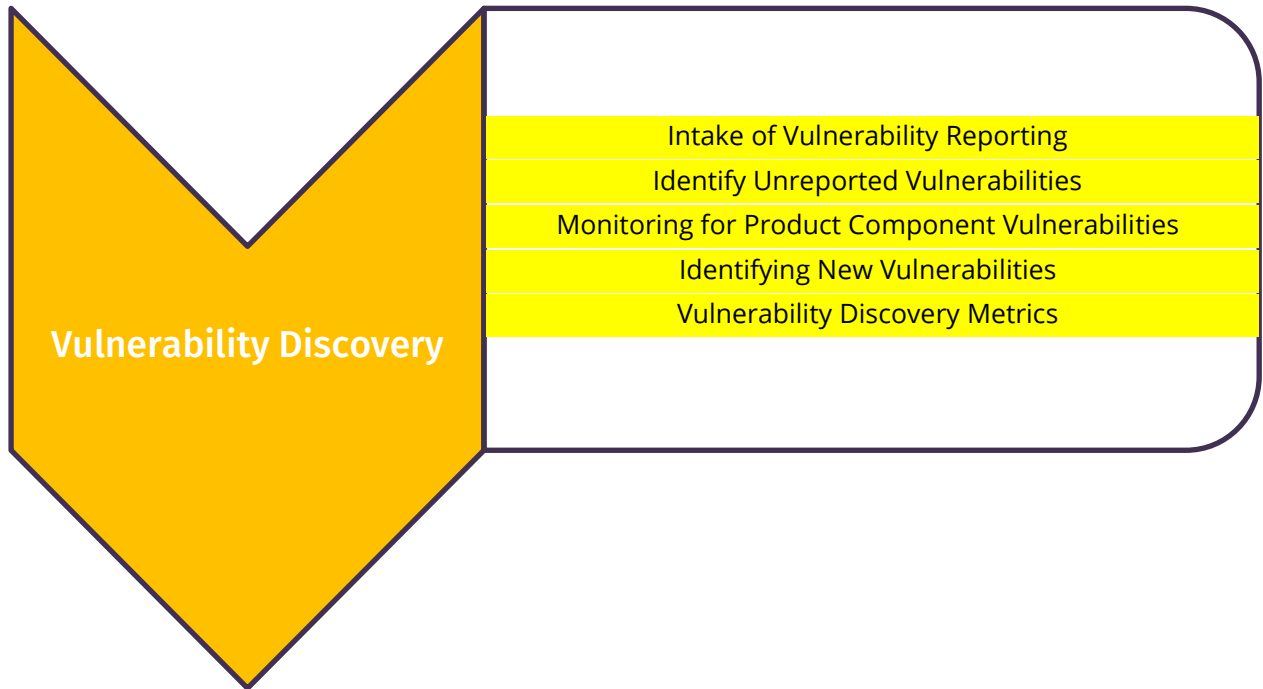 Vulnerability Discovery
Intake of Vulnerability Reporting
Identify Unreported Vulnerabilities
Monitoring for Product Component Vulnerabilities
Identifying New Vulnerabilities
Vulnerability Discovery Metrics